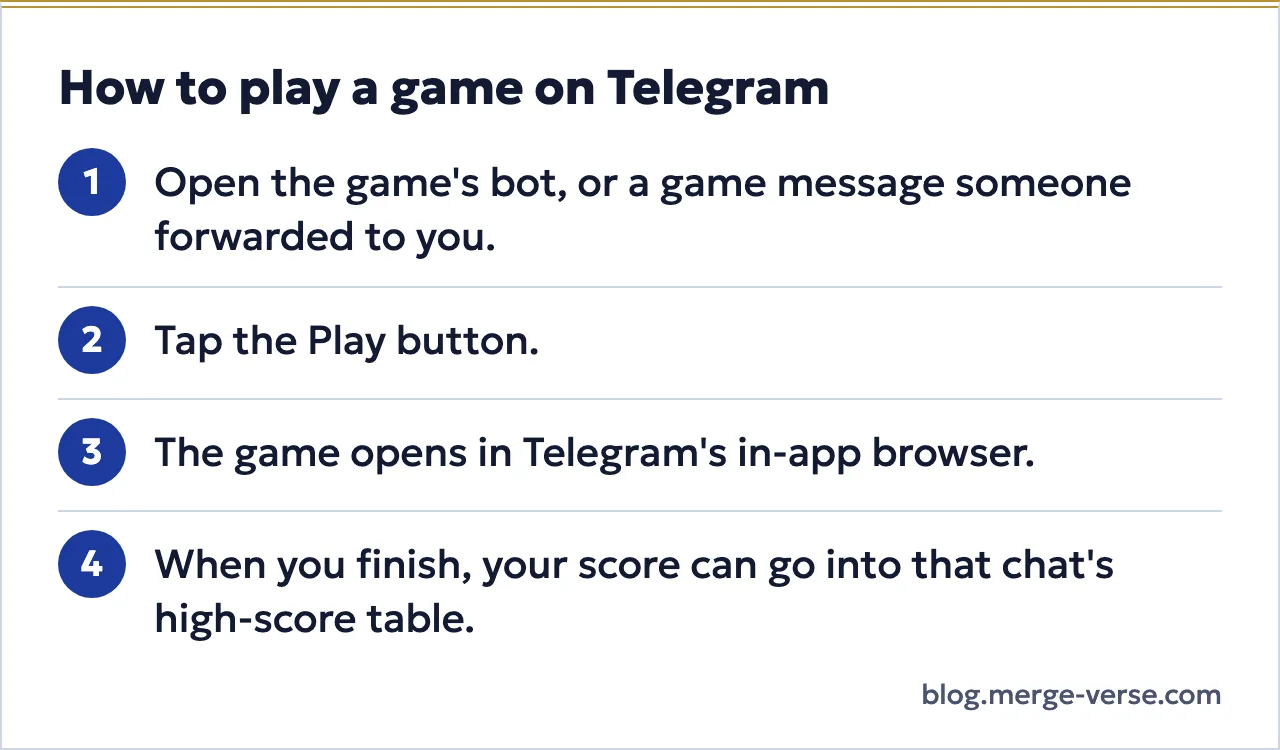 How to play a game on Telegram
1
Open the game's bot, or a game message someone
forwarded to you.
2
Tap the Play button.
3
The game opens in Telegram's in-app browser.
4
When you finish, your score can go into that chat's
high-score table.
blog.merge-verse.com